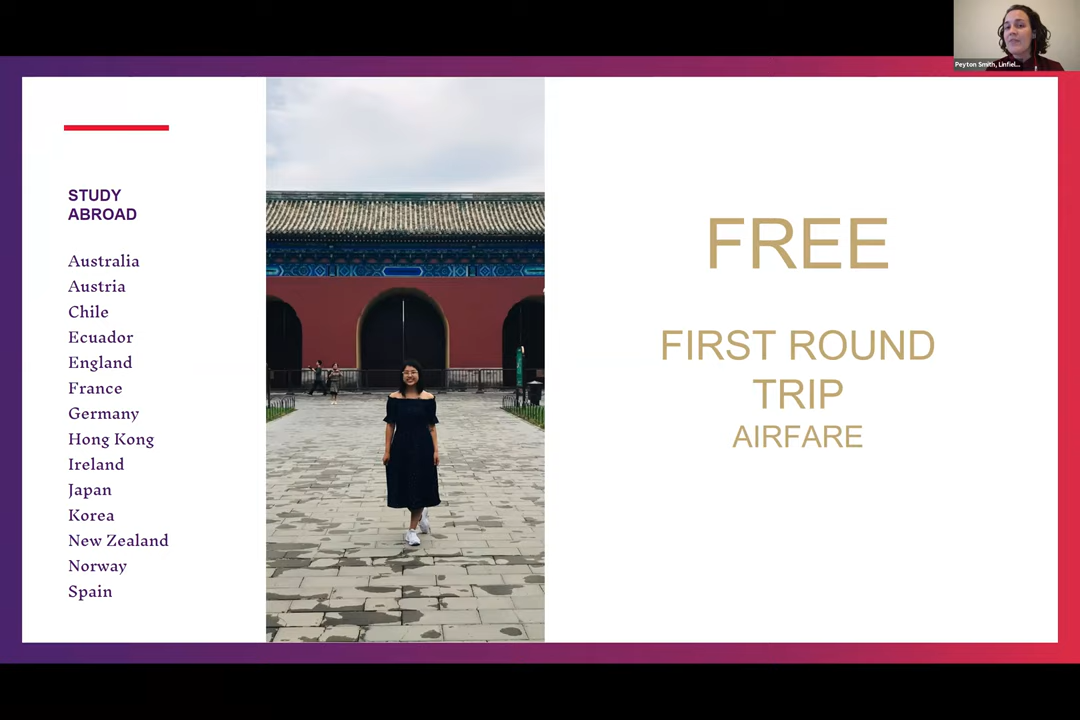 Peyton Smith, Linfiel...
STUDY
ABROAD
Australia
Austria
Chile
Ecuador
England
France
Germany
Hong Kong
Ireland
Japan
Korea
New Zealand
Norway
Spain
FREE
FIRST ROUND
TRIP
AIRFARE